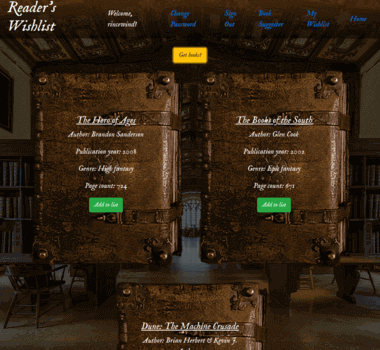 Reader's
Wishlist
Welcome,
rincewind!
Change
Password
Sign
Out
Book
Suggester
My
Wishlist
Home
Get books!
The Hero of Ages
Author: Brandon Sanderson
Publication year: 2008
Genre: High fantasy
Page count: 724
Add to list
The Books of the South
Author: Glen Cook
Publication year: 2002
Genre: Epic fantasy
Page count: 671
Add to list
Dune: The Machine Crusade
Author: Brian Herbert & Kevin J.